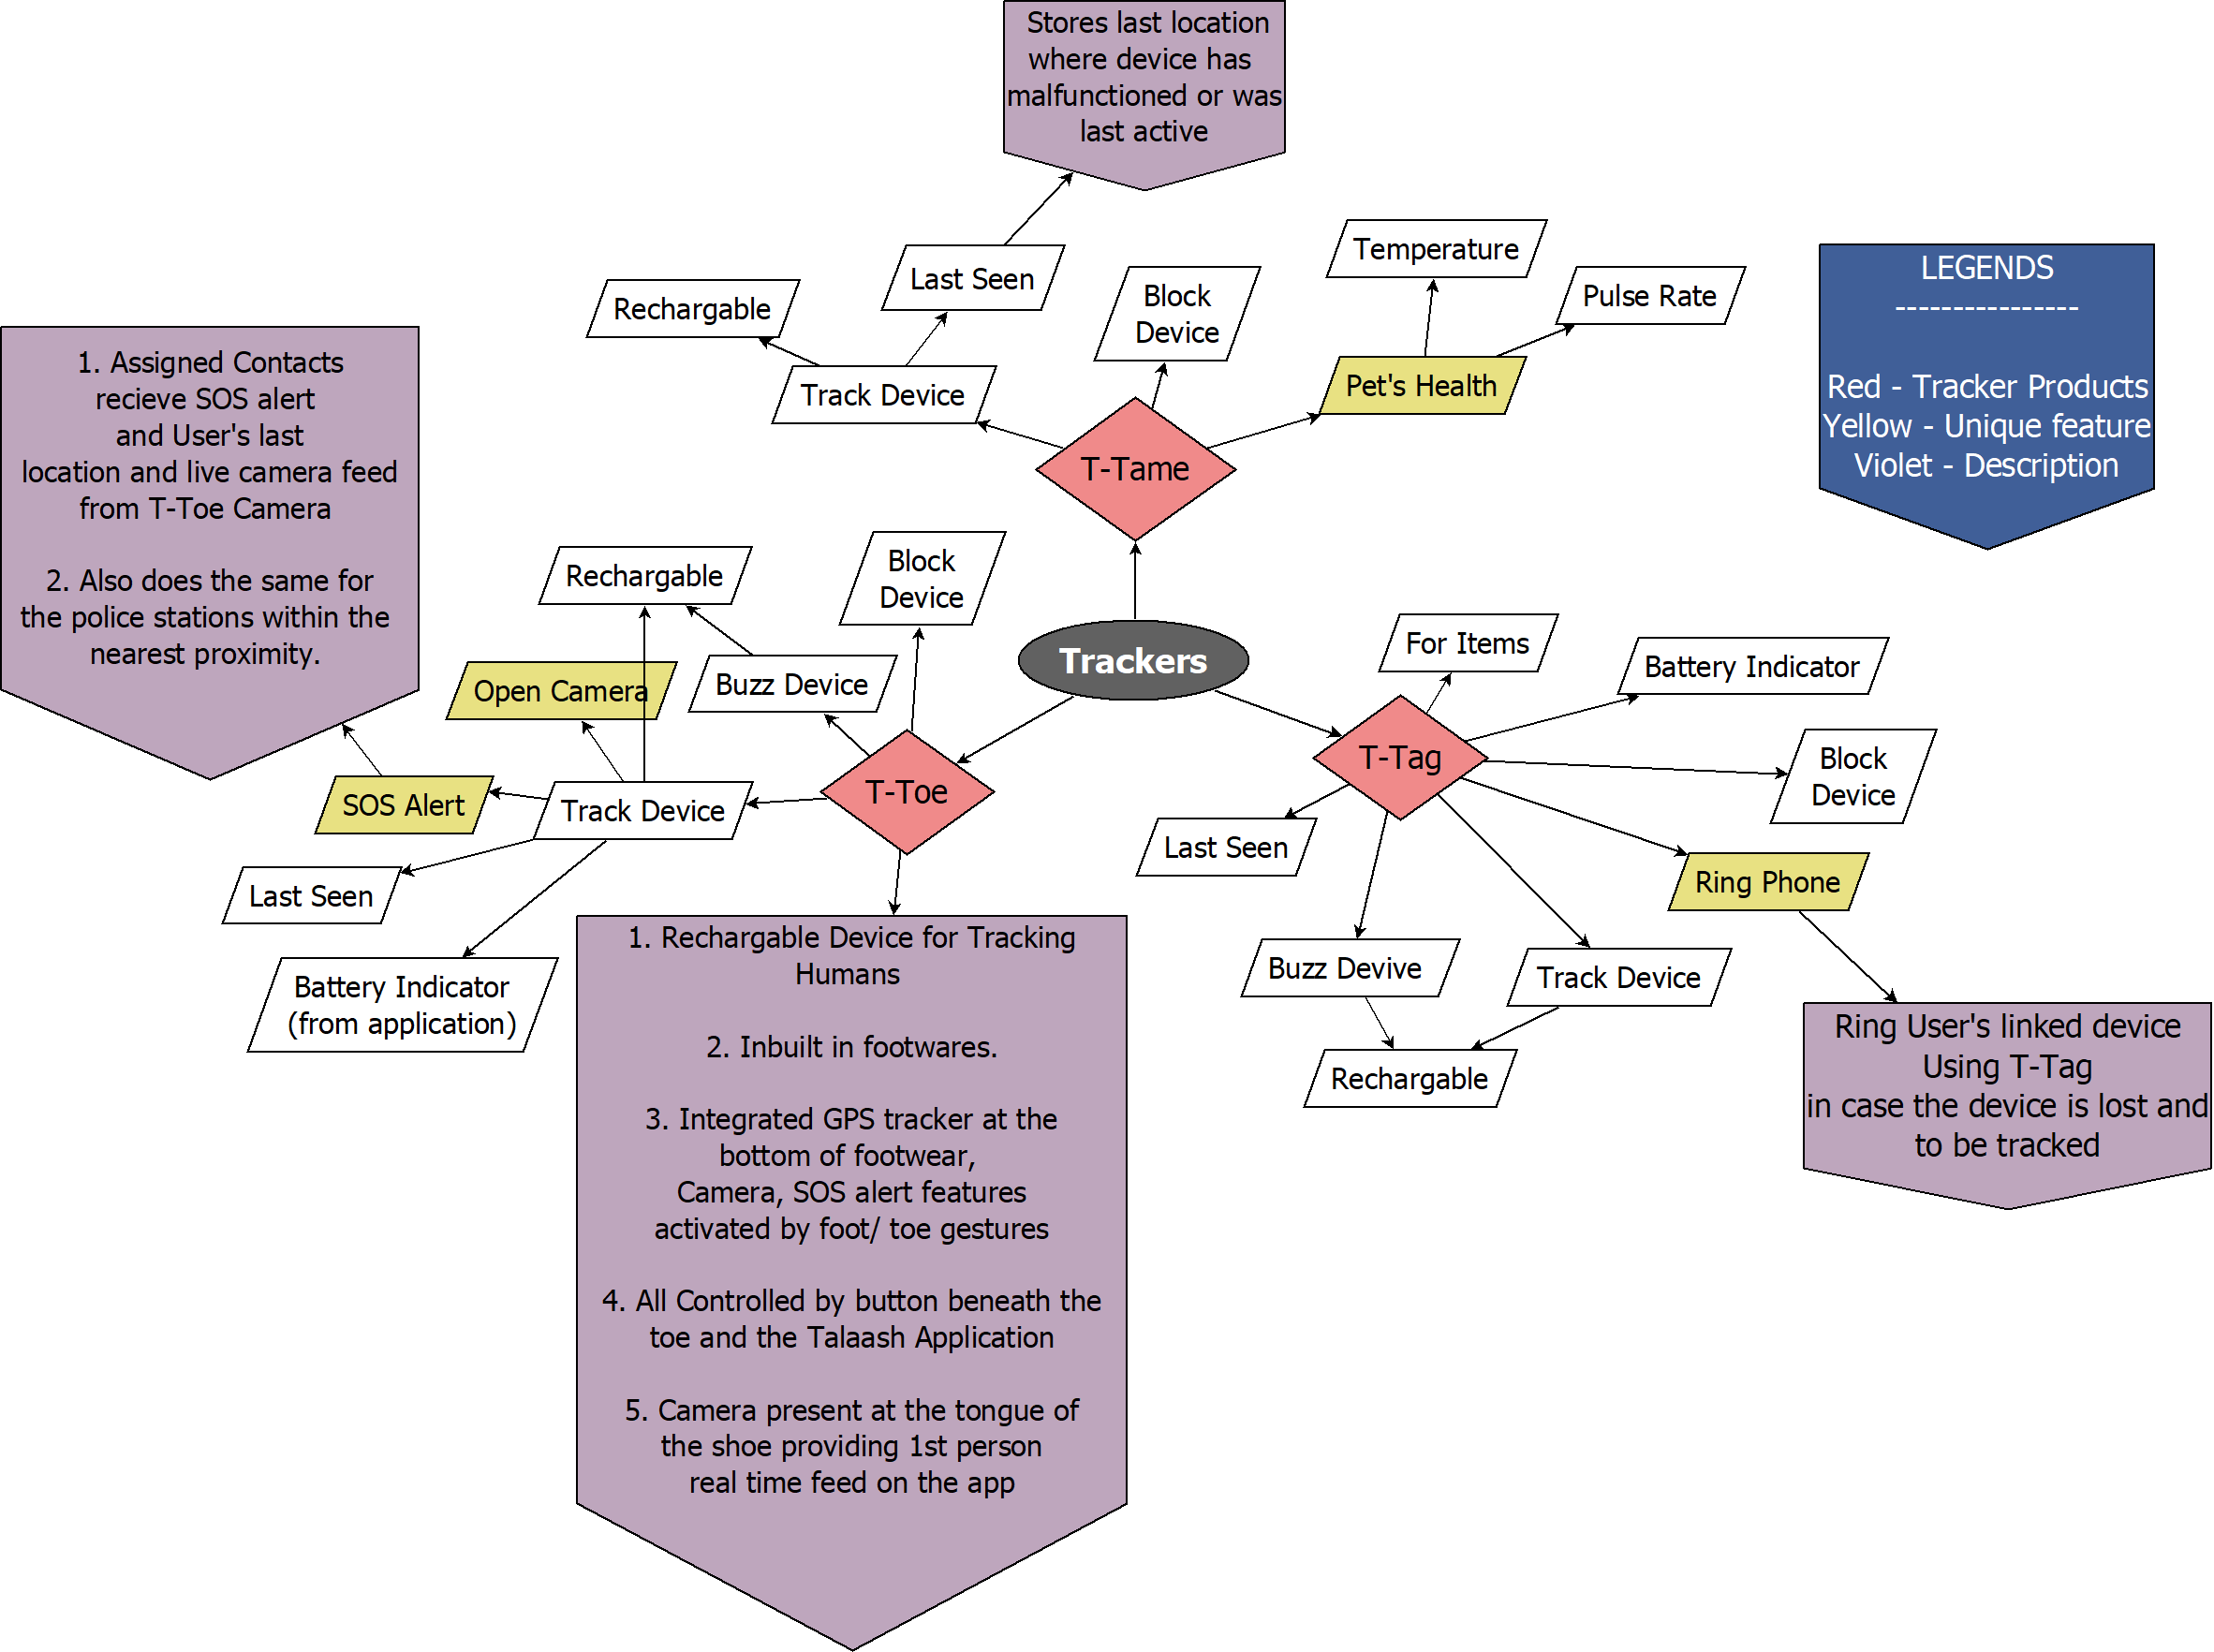 Stores last location
where device has
malfunctioned or was
last active
Temperature
Pulse Rate
Last Seen
Rechargable
Block
Device
Track Device
Pet's Health
T-Tame
LEGENDS
----------------
Red - Tracker Products
Yellow - Unique feature
Violet - Description
1. Assigned Contacts
recieve SOS alert
and User's last
location and live camera feed
from T-Toe Camera
2. Also does the same for
the police stations within the
nearest proximity.
Rechargable
Block
Device
Open Camera
Buzz Device
Trackers
For Items
Battery Indicator
T-Tag
Block
Device
SOS Alert
Track Device
T-Toe
Last Seen
Ring Phone
Last Seen
Battery Indicator
(from application)
Buzz Devive
Track Device
Rechargable
1. Rechargable Device for Tracking
Humans
2. Inbuilt in footwares.
3. Integrated GPS tracker at the
bottom of footwear,
Camera, SOS alert features
activated by foot/ toe gestures
4. All Controlled by button beneath the
toe and the Talaash Application
5. Camera present at the tongue of
the shoe providing 1st person
real time feed on the app
Ring User's linked device
Using T-Tag
in case the device is lost and
to be tracked